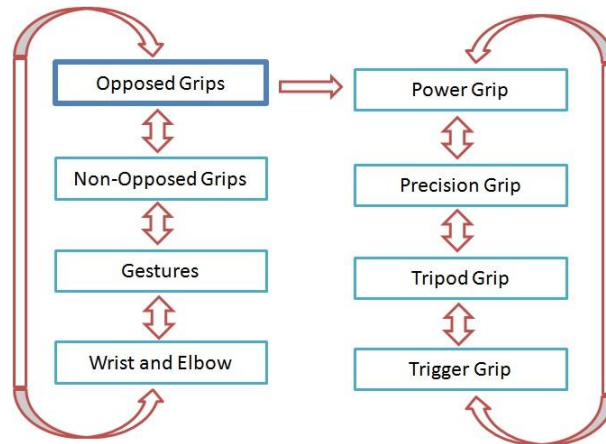 Opposed Grips
Non-Opposed Grips
Gestures
Wrist and Elbow
Power Grip
Precision Grip
Tripod Grip
Trigger Grip